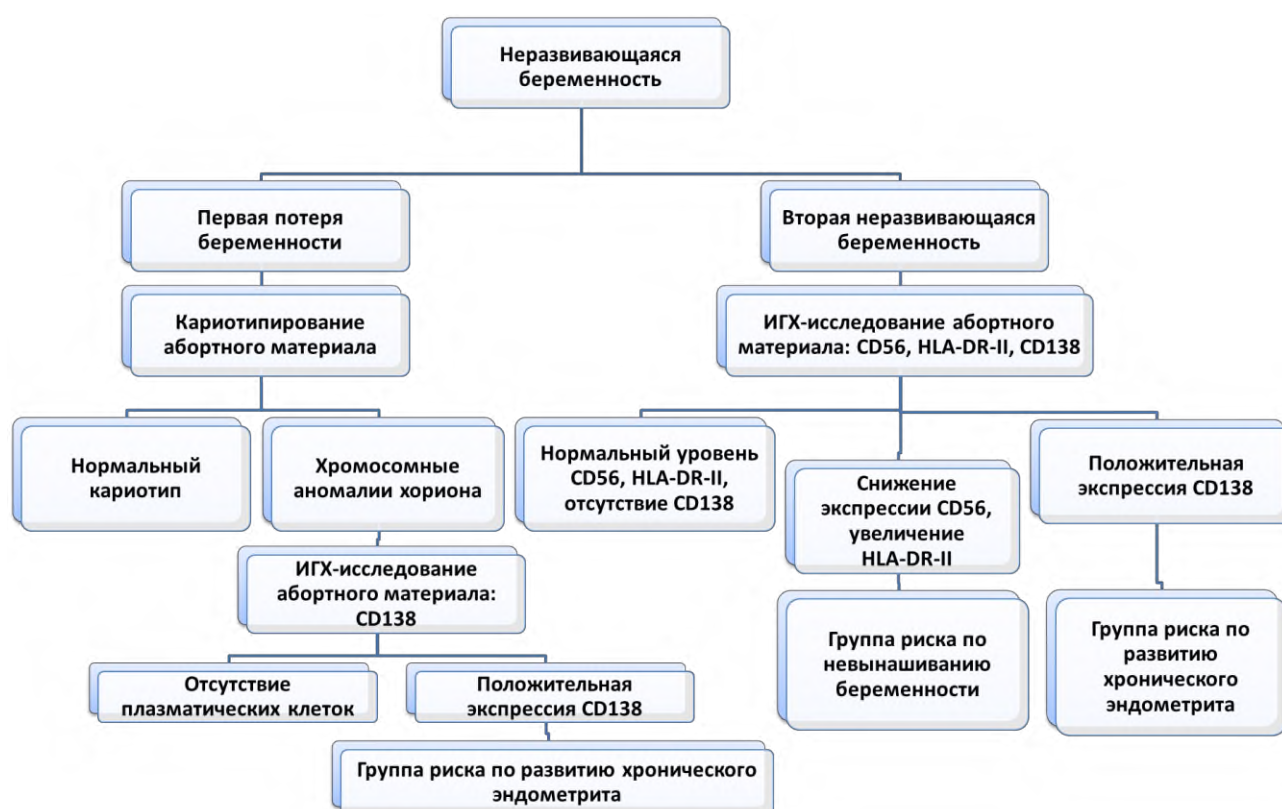 Неразвивающаяся
беременность
Первая потеря
беременности
Вторая неразвивающаяся
беременность
Кариотипирование
абортного материала
ИГХ-исследование абортного
материала: CD56, HLA-DR-II, CD138
Нормальный
кариотип
Хромосомные
аномалии хориона
Нормальный уровень
CD56, HLA-DR-II,
отсутствие CD138
Снижение
экспрессии CD56,
увеличение
HLA-DR-II
Положительная
экспрессия CD138
ИГХ-исследование
абортного материала:
CD138
Группа риска по
невынашиванию
беременности
Группа риска по
развитию
хронического
эндометрита
Отсутствие
плазматических клеток
Положительная
экспрессия CD138
Группа риска по развитию хронического
эндометрита